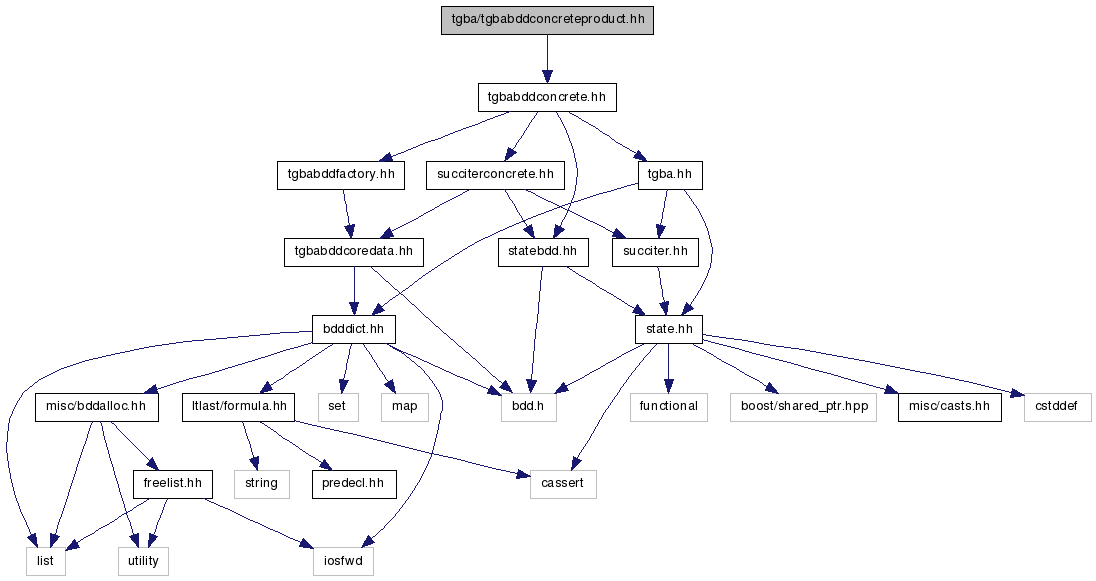 tgba/tgbabddconcreteproduct.hh
tgbabddconcrete.hh
tgbabddfactory.hh
succiterconcrete.hh
tgba.hh
tgbabddcoredata.hh
statebdd.hh
succiter.hh
bdddict.hh
state.hh
misc/bddalloc.hh
ltlast/formula.hh
set
map
bdd.h
functional
boost/shared_ptr.hpp
misc/casts.hh
cstddef
freelist.hh
string
predecl.hh
cassert
list
utility
iosfwd